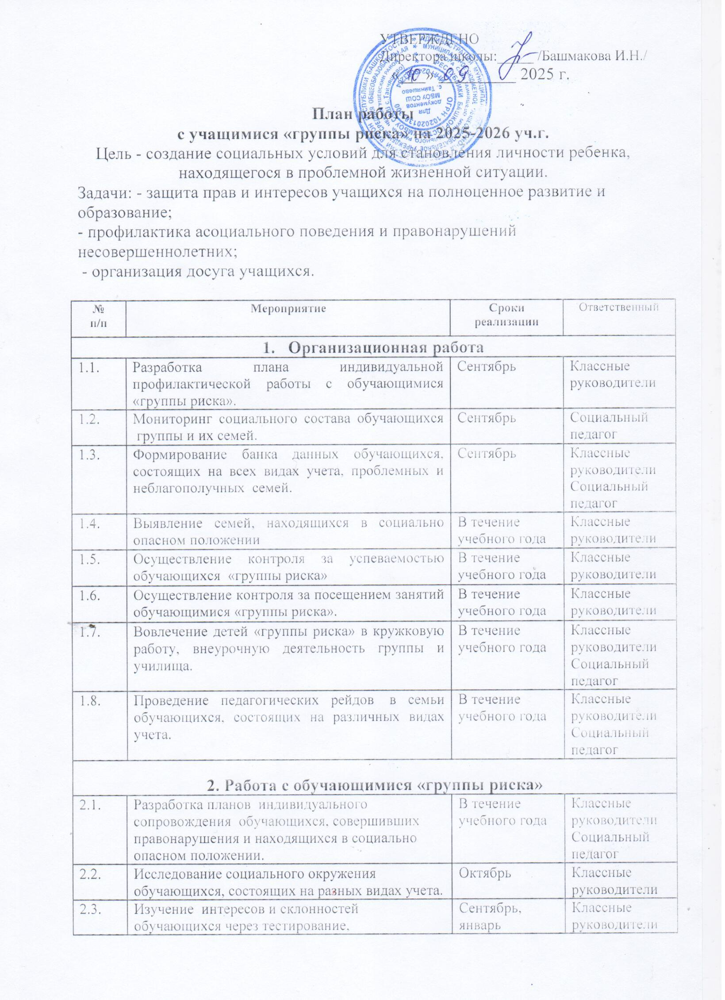 УТВЕРЖДЕНО
Директора школы: /Башмакова И.Н./
«10» 09 2025 г.
Для
документов
МБОУ СОШ
с. Таиняшево
План работы
с учащимися «группы риска» на 2025-2026 уч.г.
Цель - создание социальных условий для становления личности ребенка,
находящегося в проблемной жизненной ситуации.
Задачи: - защита прав и интересов учащихся на полноценное развитие и
образование;
- профилактика асоциального поведения и правонарушений
несовершеннолетних;
- организация досуга учащихся.
№
п/п
Мероприятие
Сроки
реализации
Ответственный
1. Организационная работа
1.1.
Разработка плана индивидуальной
профилактической работы с обучающимися
«группы риска».
Сентябрь
Классные
руководители
1.2.
Мониторинг социального состава обучающихся
группы и их семей.
Сентябрь
Социальный
педагог
1.3.
Формирование банка данных обучающихся,
состоящих на всех видах учета, проблемных и
неблагополучных семей.
Сентябрь
Классные
руководители
Социальный
педагог
1.4.
Выявление семей, находящихся в социально
опасном положении
В течение
учебного года
Классные
руководители
1.5.
Осуществление контроля за успеваемостью
обучающихся «группы риска»
В течение
учебного года
Классные
руководители
1.6.
Осуществление контроля за посещением занятий
обучающимися «группы риска».
В течение
учебного года
Классные
руководители
1.7.
Вовлечение детей «группы риска» в кружковую
работу, внеурочную деятельность группы и
училища.
В течение
учебного года
Классные
руководители
Социальный
педагог
1.8.
Проведение педагогических рейдов в семьи
обучающихся, состоящих на различных видах
учета.
В течение
учебного года
Классные
руководители
Социальный
педагог
2. Работа с обучающимися «группы риска»
2.1.
Разработка планов индивидуального
сопровождения обучающихся, совершивших
правонарушения и находящихся в социально
опасном положении.
В течение
учебного года
Классные
руководители
Социальный
педагог
2.2.
Исследование социального окружения
обучающихся, состоящих на разных видах учета.
Октябрь
Классные
руководители
2.3.
Изучение интересов и склонностей
обучающихся через тестирование,
Сентябрь,
январь
Классные
руководители